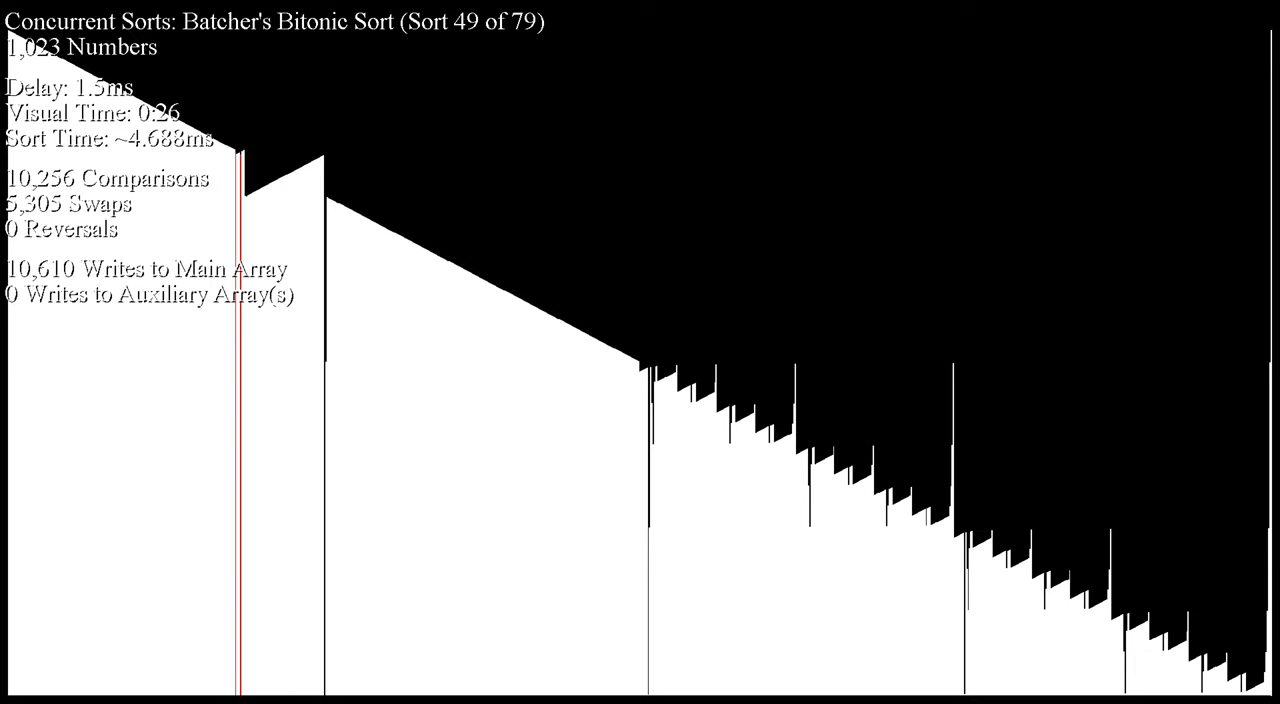 Concurrent Sorts: Batcher's Bitonic Sort (Sort 49 of 79)
1,023 Numbers
Delay: 1.5ms
Visual Time: 0:26
Sort Time: ~4.688ms
10,256 Comparisons
5,305 Swaps
0 Reversals
10,610 Writes to Main Array
0 Writes to Auxiliary Array(s)